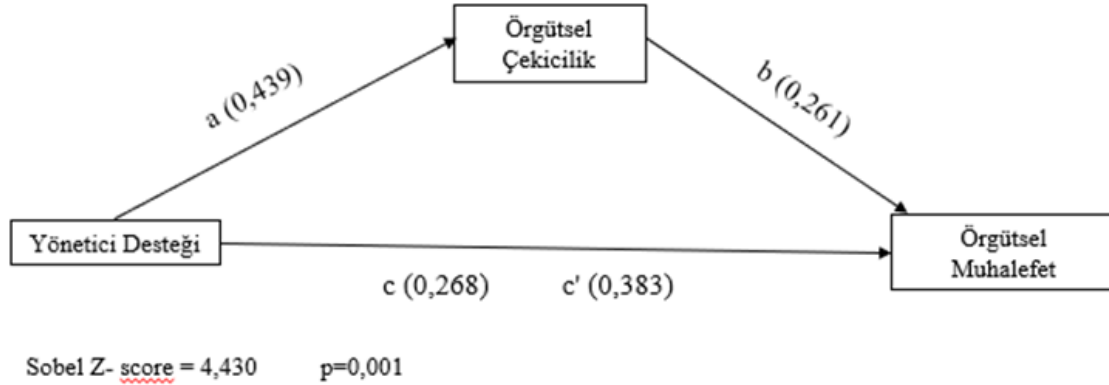 Örgütsel
Çekicilik
a (0,439)
b (0,261)
Yönetici Desteği
Örgütsel
Muhalefet
c (0,268) c' (0,383)
Sobel Z- score = 4,430 p=0,001